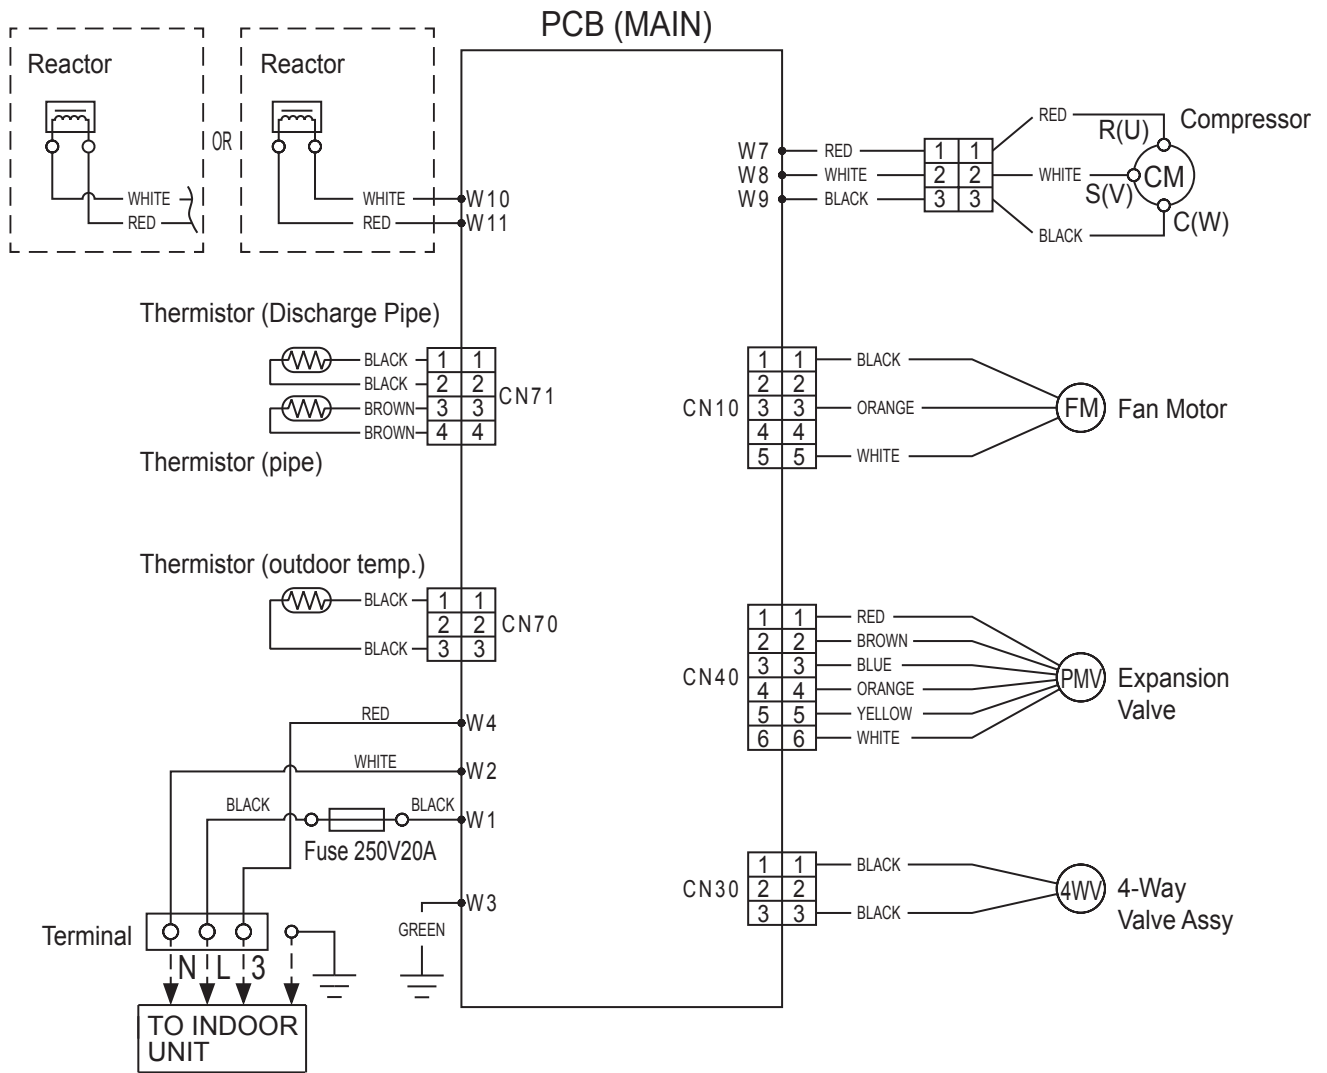 PCB (MAIN)
Reactor
WHITE
RED
OR
Reactor
WHITE
RED
W10
W11
W7 RED 1 1
W8 WHITE 2 2
W9 BLACK 3 3
RED
WHITE
BLACK
R(U)
S(V)
C(W)
CM
Compressor
Thermistor (Discharge Pipe)
BLACK 1 1
BLACK 2 2
BROWN 3 3
BROWN 4 4
CN71
Thermistor (pipe)
CN10
1 1 BLACK
2 2
3 3 ORANGE
4 4
5 5 WHITE
FM
Fan Motor
Thermistor (outdoor temp.)
BLACK 1 1
2 2
BLACK 3 3
CN70
CN40
1 1 RED
2 2 BROWN
3 3 BLUE
4 4 ORANGE
5 5 YELLOW
6 6 WHITE
PMV
Expansion
Valve
RED W4
WHITE W2
BLACK BLACK W1
Fuse 250V20A
W3
GREEN
CN30
1 1 BLACK
2 2
3 3 BLACK
4WV
4-Way
Valve Assy
Terminal
N L 3
TO INDOOR
UNIT